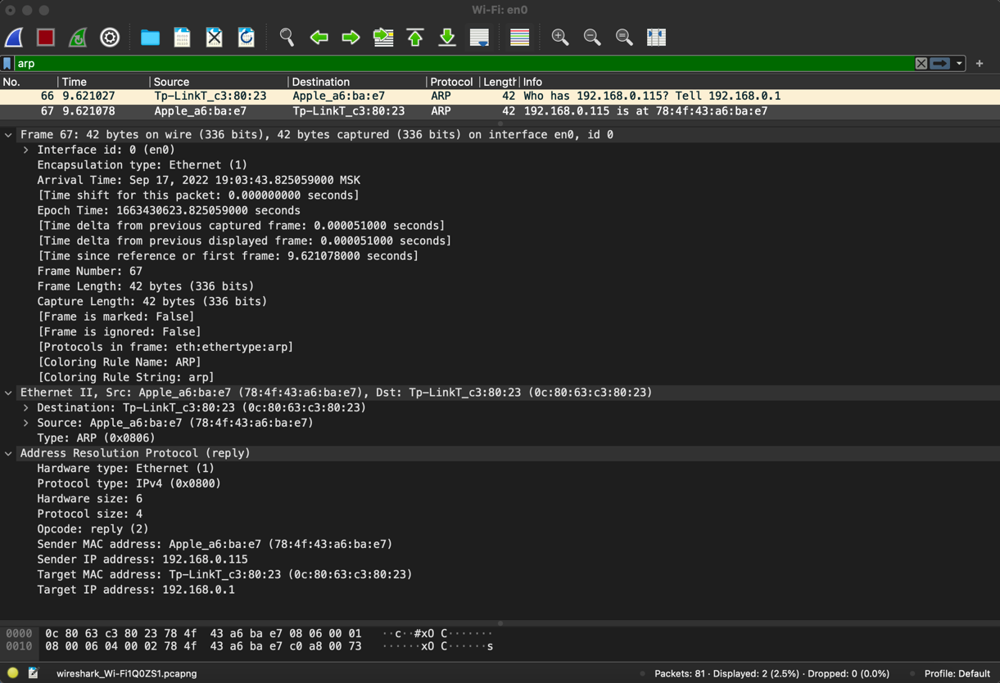 Wi-Fi: en0
arp
No. Time Source Destination Protocol Length Info
66 9.621027 Tp-LinkT_c3:80:23 Apple_a6:ba:e7 ARP 42 Who has 192.168.0.115? Tell 192.168.0.1
67 9.621078 Apple_a6:ba:e7 Tp-LinkT_c3:80:23 ARP 42 192.168.0.115 is at 78:4f:43:a6:ba:e7
Frame 67: 42 bytes on wire (336 bits), 42 bytes captured (336 bits) on interface en0, id 0
Interface id: 0 (en0)
Encapsulation type: Ethernet (1)
Arrival Time: Sep 17, 2022 19:03:43.825059000 MSK
[Time shift for this packet: 0.000000000 seconds]
Epoch Time: 1663430623.825059000 seconds
[Time delta from previous captured frame: 0.000051000 seconds]
[Time delta from previous displayed frame: 0.000051000 seconds]
[Time since reference or first frame: 9.621078000 seconds]
Frame Number: 67
Frame Length: 42 bytes (336 bits)
Capture Length: 42 bytes (336 bits)
[Frame is marked: False]
[Frame is ignored: False]
[Protocols in frame: eth:ethertype:arp]
[Coloring Rule Name: ARP]
[Coloring Rule String: arp]
Ethernet II, Src: Apple_a6:ba:e7 (78:4f:43:a6:ba:e7), Dst: Tp-LinkT_c3:80:23 (0c:80:63:c3:80:23)
Destination: Tp-LinkT_c3:80:23 (0c:80:63:c3:80:23)
Source: Apple_a6:ba:e7 (78:4f:43:a6:ba:e7)
Type: ARP (0x0806)
Address Resolution Protocol (reply)
Hardware type: Ethernet (1)
Protocol type: IPv4 (0x0800)
Hardware size: 6
Protocol size: 4
Opcode: reply (2)
Sender MAC address: Apple_a6:ba:e7 (78:4f:43:a6:ba:e7)
Sender IP address: 192.168.0.115
Target MAC address: Tp-LinkT_c3:80:23 (0c:80:63:c3:80:23)
Target IP address: 192.168.0.1
0000 0c 80 63 c3 80 23 78 4f 43 a6 ba e7 08 06 00 01 ··c··#xO C·······
0010 08 00 06 04 00 02 78 4f 43 a6 ba e7 c0 a8 00 73 ······xO C······s
wireshark_Wi-Fi1Q0ZS1.pcapng Packets: 81 · Displayed: 2 (2.5%) · Dropped: 0 (0.0%) Profile: Default